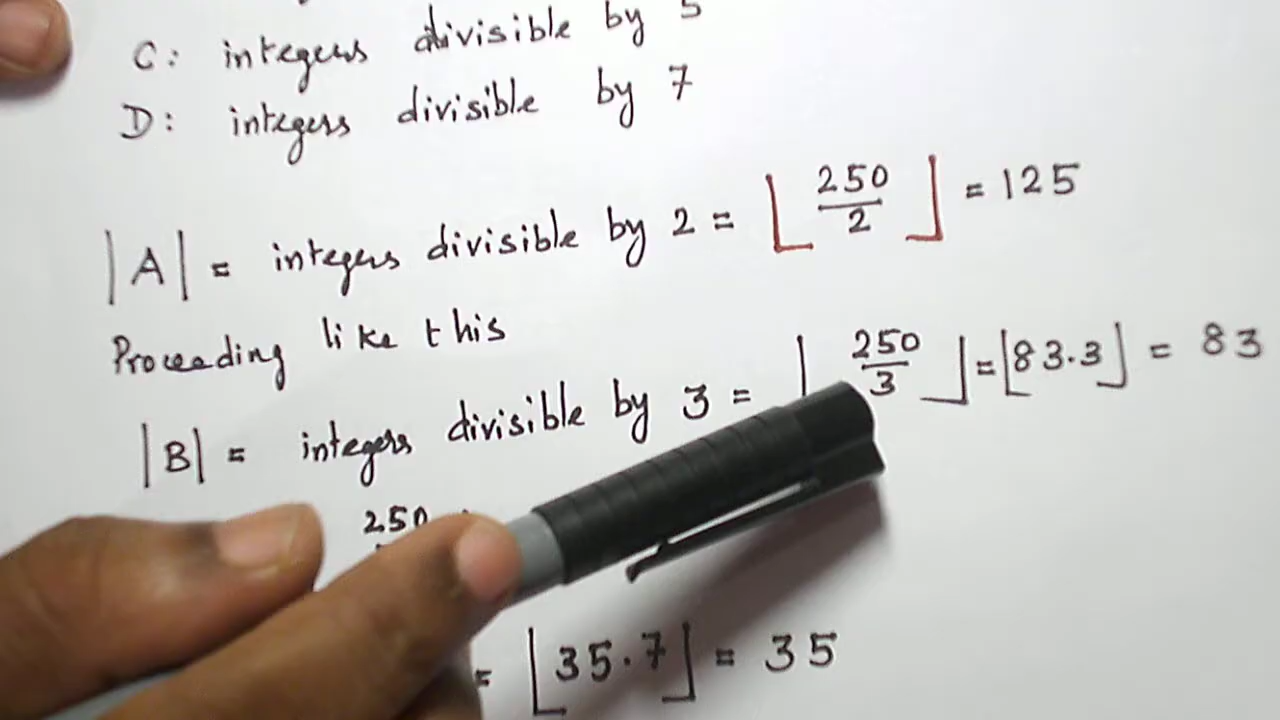 C: integers divisible by 5
D: integers divisible by 7
|A| = integers divisible by 2 = ⌊250/2⌋ = 125
Proceeding like this
|B| = integers divisible by 3 = ⌊250/3⌋ = ⌊83.3⌋ = 83
250
= ⌊35.7⌋ = 35